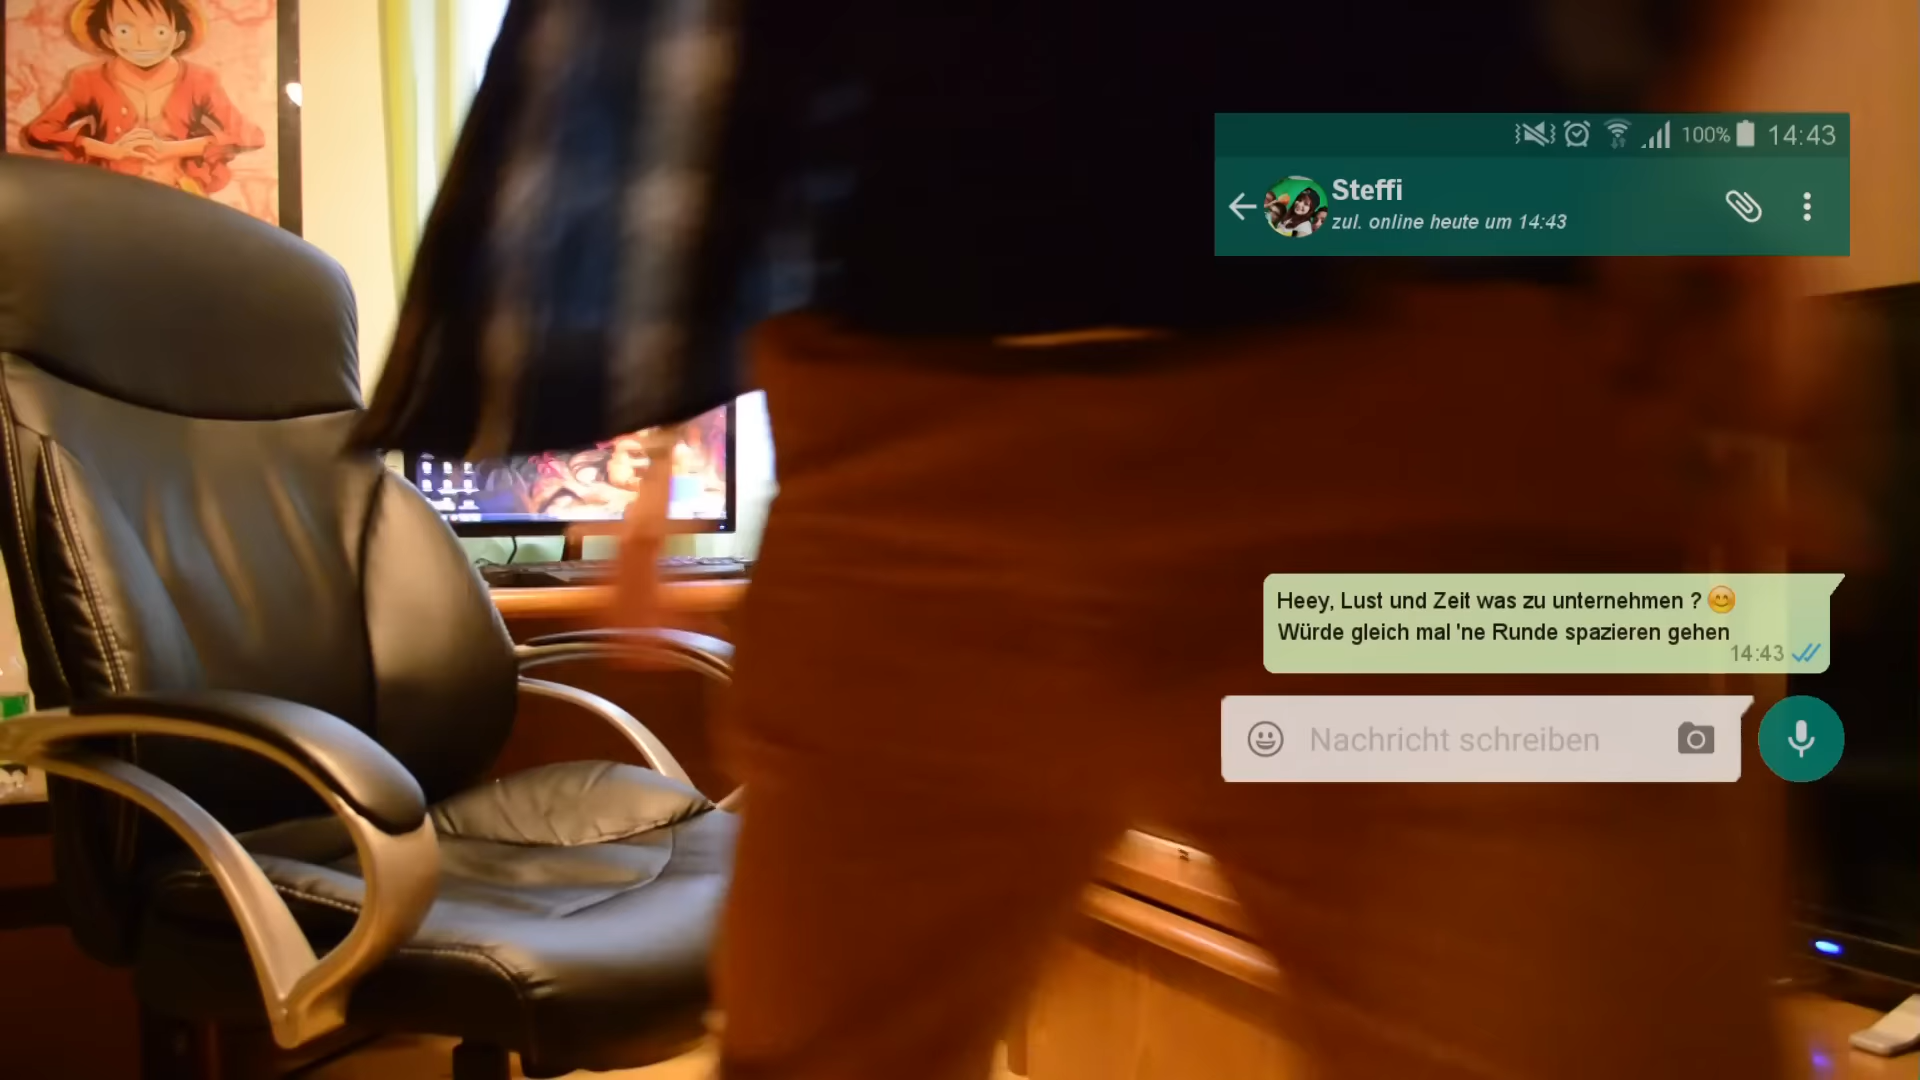 100% 14:43
Steffi
zul. online heute um 14:43
Heey, Lust und Zeit was zu unternehmen ? 😊
Würde gleich mal 'ne Runde spazieren gehen
14:43
Nachricht schreiben